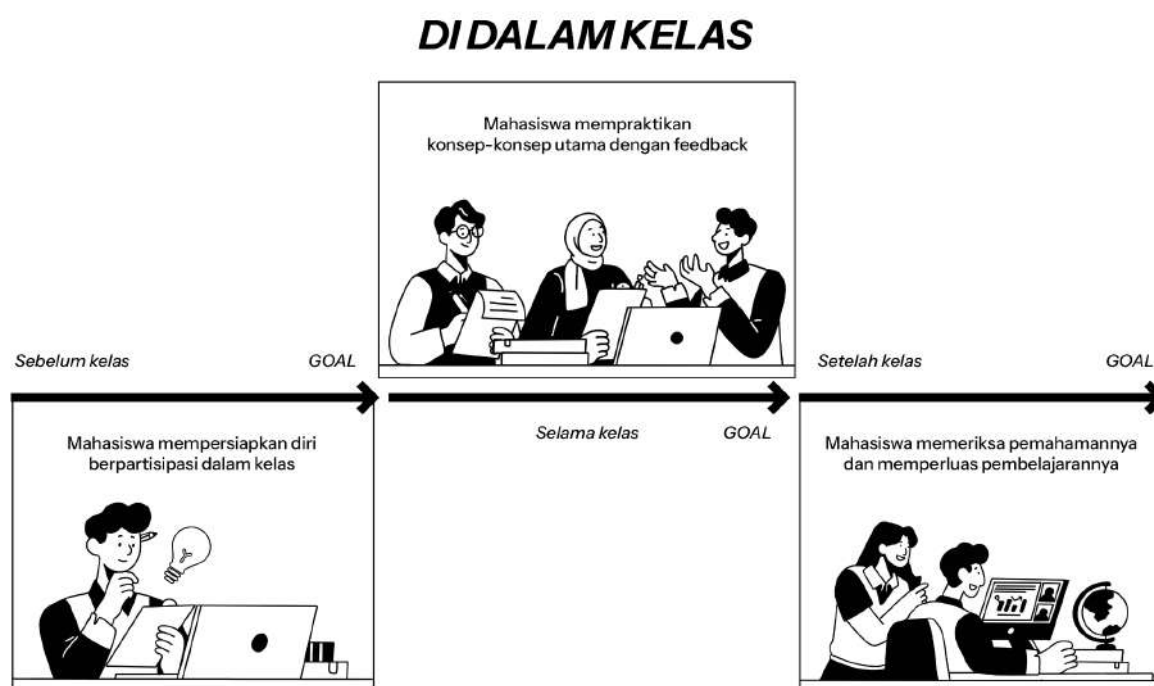 DI DALAM KELAS
Mahasiswa mempraktikan
konsep-konsep utama dengan feedback
Sebelum kelas
GOAL
Mahasiswa mempersiapkan diri
berpartisipasi dalam kelas
Selama kelas
GOAL
Setelah kelas
GOAL
Mahasiswa memeriksa pemahamannya
dan memperluas pembelajarannya